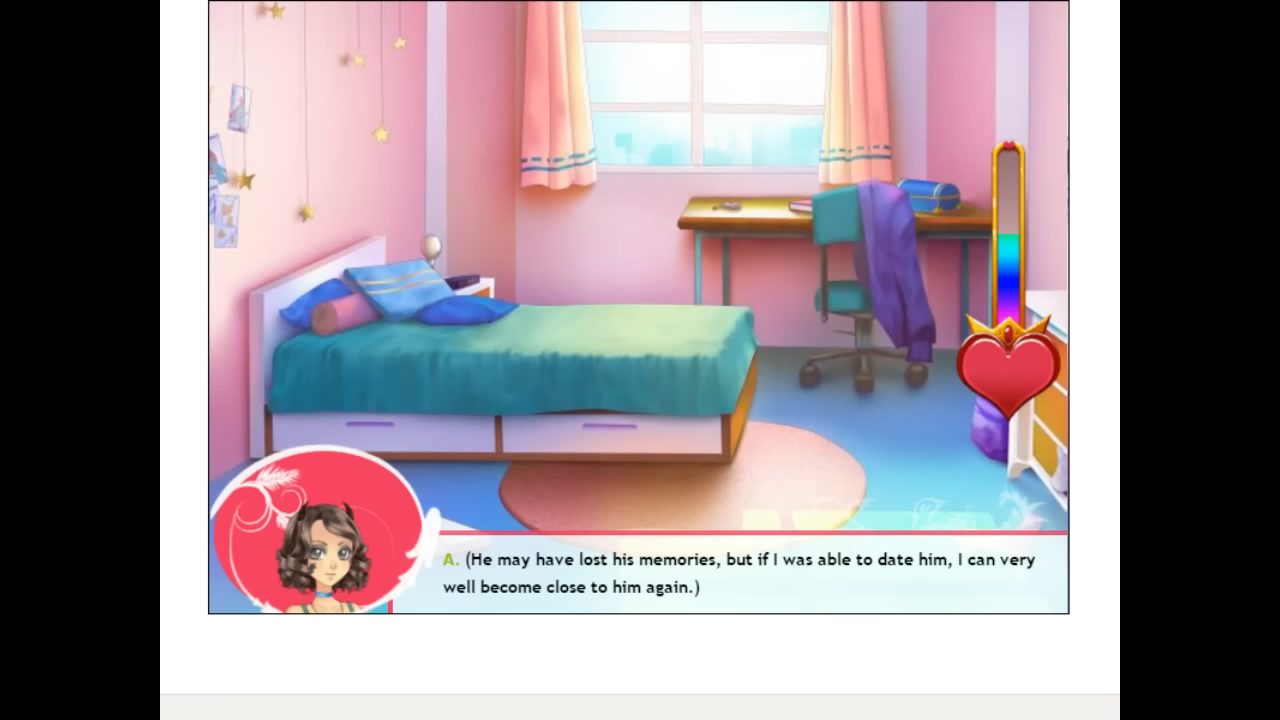 A. (He may have lost his memories, but if I was able to date him, I can very
well become close to him again.)